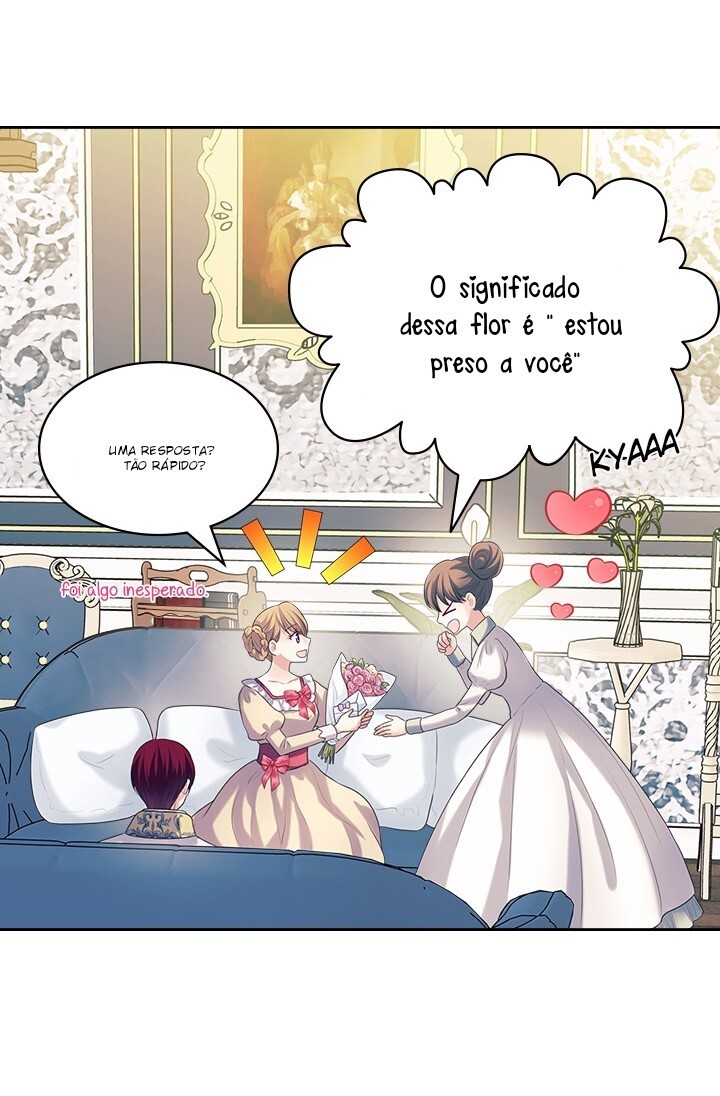 O significado
dessa flor é " estou
preso a você"
KYAAA
UMA RESPOSTA?
TÃO RÁPIDO?
foi algo inesperado.